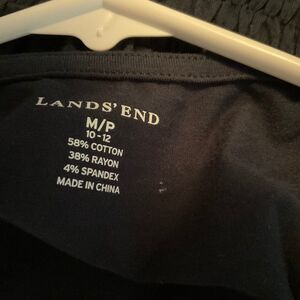 LANDS' END
M/P
10-12
58% COTTON
38% RAYON
4% SPANDEX
MADE IN CHINA